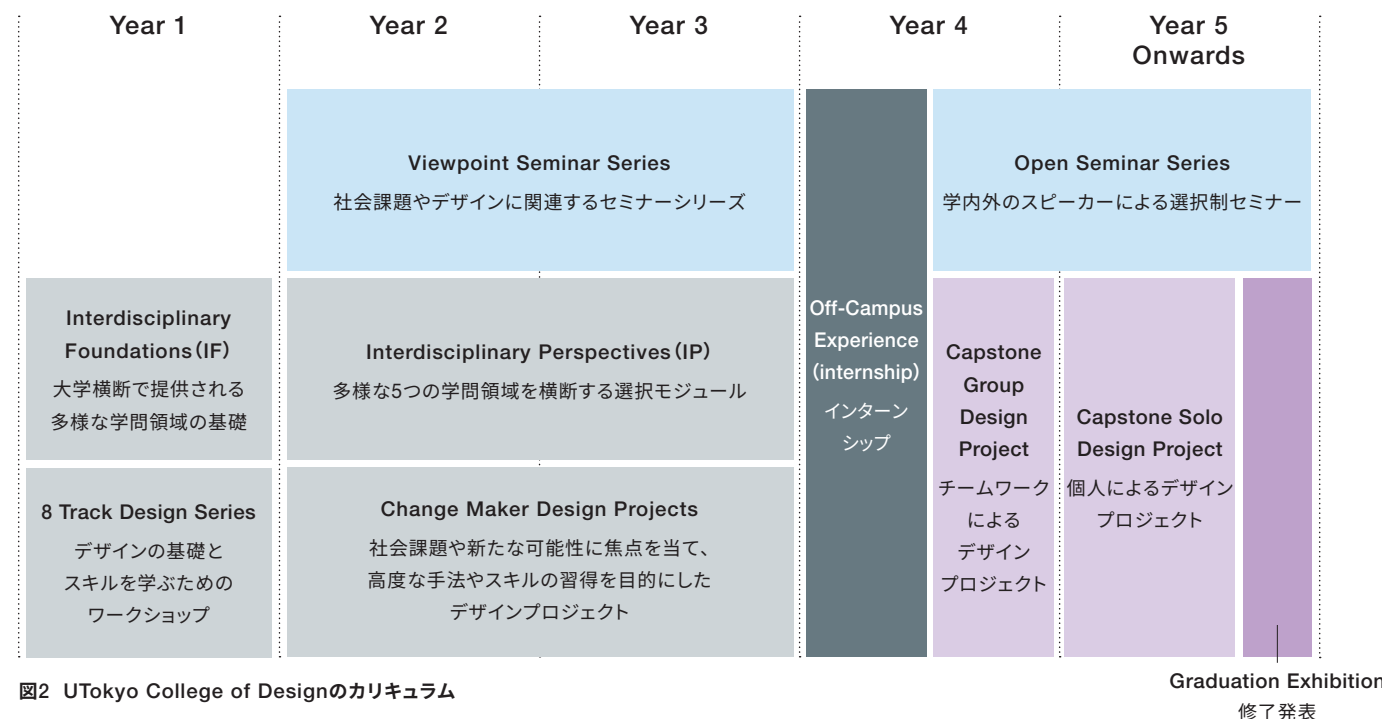 Year 1
Year 2
Year 3
Year 4
Year 5
Onwards
Viewpoint Seminar Series
社会課題やデザインに関連するセミナーシリーズ
Open Seminar Series
学内外のスピーカーによる選択制セミナー
Interdisciplinary
Foundations（IF）
大学横断で提供される
多様な学問領域の基礎
Interdisciplinary Perspectives（IP）
多様な5つの学問領域を横断する選択モジュール
Off-Campus
Experience
(internship)
インターン
シップ
Capstone
Group
Design
Project
チームワーク
による
デザイン
プロジェクト
Capstone Solo
Design Project
個人によるデザイン
プロジェクト
8 Track Design Series
デザインの基礎と
スキルを学ぶための
ワークショップ
Change Maker Design Projects
社会課題や新たな可能性に焦点を当て、
高度な手法やスキルの習得を目的にした
デザインプロジェクト
Graduation Exhibition
修了発表
図2 UTokyo College of Designのカリキュラム